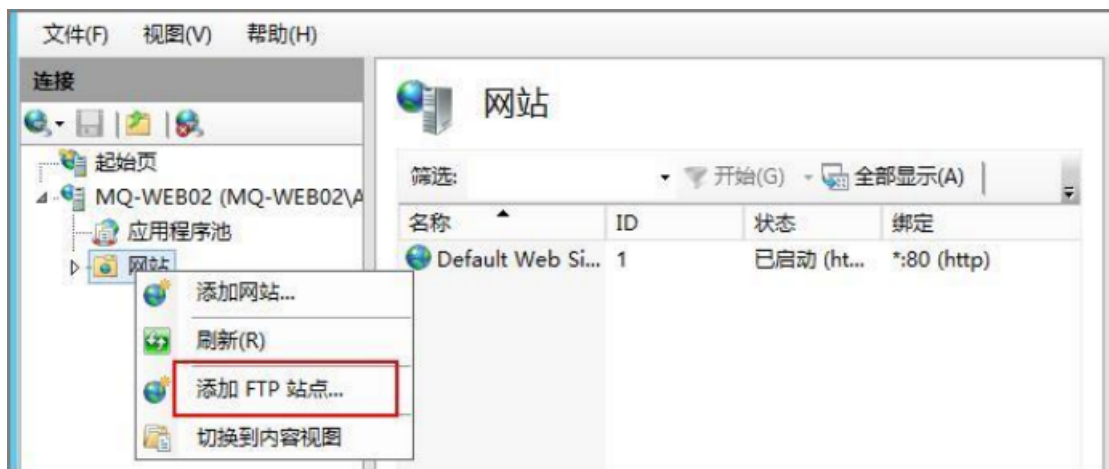 文件(F) 视图(V) 帮助(H)
连接
起始页
MQ-WEB02 (MQ-WEB02\A
应用程序池
网站
添加网站...
刷新(R)
添加 FTP 站点...
切换到内容视图
网站
筛选: 开始(G) 全部显示(A)
名称 ID 状态 绑定
Default Web Si... 1 已启动 (ht... *:80 (http)